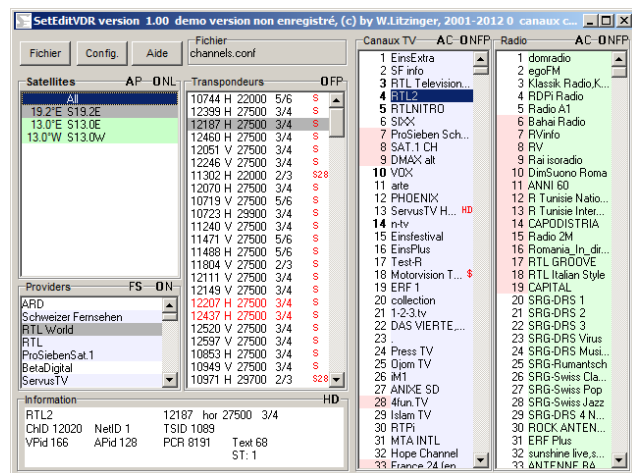 SetEditVDR version 1.00 demo version non enregistré, (c) by W.Litzinger, 2001-2012 0 canaux c...
Fichier Config. Aide
Fichier
channels.conf
Satellites AP ONL
All
19.2°E S19.2E
13.0°E S13.0E
13.0°W S13.0W
Providers FS ON
ARD
Schweizer Fernsehen
RTL World
RTL
ProSiebenSat.1
BetaDigital
ServusTV
Transpondeurs OFP
10744 H 22000 5/6 S
12399 H 27500 3/4 S
12187 H 27500 3/4 S
12460 H 27500 3/4 S
12051 V 27500 3/4 S
12246 V 27500 3/4 S
11302 H 22000 2/3 S28
12070 H 27500 3/4 S
10719 V 27500 5/6 S
10723 H 29900 3/4 S
11240 V 27500 3/4 S
11471 V 27500 5/6 S
11488 H 27500 5/6 S
11804 V 27500 2/3 S
12111 V 27500 3/4 S
12149 V 27500 3/4 S
12207 H 27500 3/4 S
12437 H 27500 3/4 S
12520 V 27500 3/4 S
12597 V 27500 3/4 S
10853 H 27500 3/4 S
10949 V 27500 3/4 S
10971 H 29700 2/3 S28
Information HD
RTL2 12187 hor 27500 3/4
ChID 12020 NetID 1 TSID 1089
VPid 166 APid 128 PCR 8191 Text 68
ST: 1
Canaux TV AC ONFP
1 EinsExtra
2 SF info
3 RTL Television...
4 RTL2
5 RTLNITRO
6 SIXX
7 ProSieben Sch...
8 SAT.1 CH
9 DMAX alt
10 VOX
11 arte
12 PHOENIX
13 ServusTV H... HD
14 n-tv
15 Einsfestival
16 EinsPlus
17 Test-R
18 Motorvision T... $
19 ERF 1
20 collection
21 1-2-3.tv
22 DAS VIERTE,...
23 .
24 Press TV
25 Ojom TV
26 iM1
27 ANIXE SD
28 4fun.TV
29 Islam TV
30 RTPi
31 MTA INTL
32 Hope Channel
33 France 24 (en
Radio AC ONFP
1 domradio
2 egoFM
3 Klassik Radio,K...
4 RDPi Radio
5 Radio A1
6 Bahai Radio
7 RVinfo
8 RV
9 Rai isoradio
10 DimSuono Roma
11 ANNI 60
12 R Tunisie Natio...
13 R Tunisie Inter...
14 CAPODISTRIA
15 Radio 2M
16 Romania_In_dir...
17 RTL GROOVE
18 RTL Italian Style
19 CAPITAL
20 SRG-DRS 1
21 SRG-DRS 2
22 SRG-DRS 3
23 SRG-DRS Virus
24 SRG-DRS Musi...
25 SRG-Rumantsch
26 SRG-Swiss Cla...
27 SRG-Swiss Pop
28 SRG-Swiss Jazz
29 SRG-DRS 4 N...
30 ROCK ANTEN...
31 ERF Plus
32 sunshine live,s...
33 ANTENNE BA